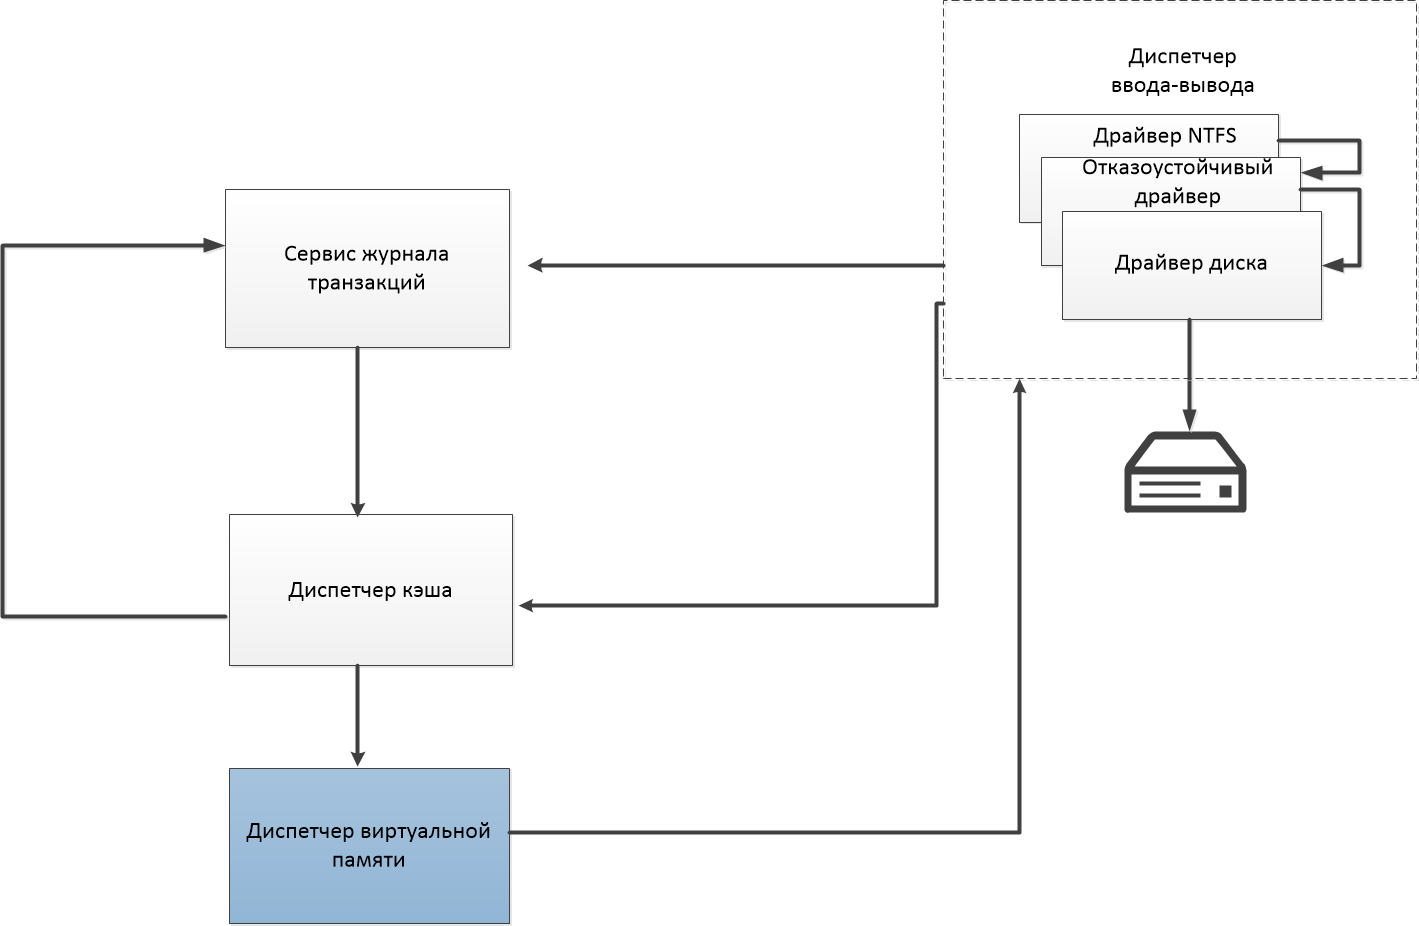 Диспетчер
ввода-вывода
Драйвер NTFS
Отказоустойчивый
драйвер
Драйвер диска
Сервис журнала
транзакций
Диспетчер кэша
Диспетчер виртуальной
памяти